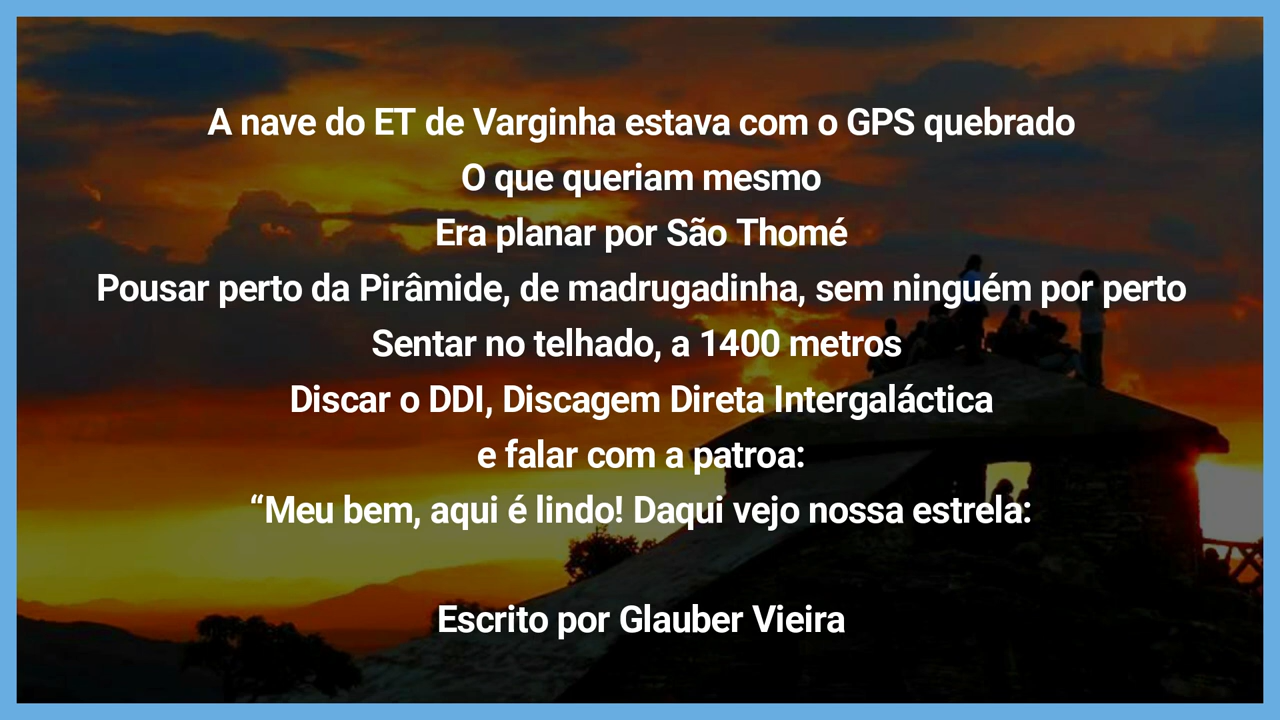 A nave do ET de Varginha estava com o GPS quebrado
O que queriam mesmo
Era planar por São Thomé
Pousar perto da Pirâmide, de madrugadinha, sem ninguém por perto
Sentar no telhado, a 1400 metros
Discar o DDI, Discagem Direta Intergaláctica
e falar com a patroa:
“Meu bem, aqui é lindo! Daqui vejo nossa estrela:
Escrito por Glauber Vieira